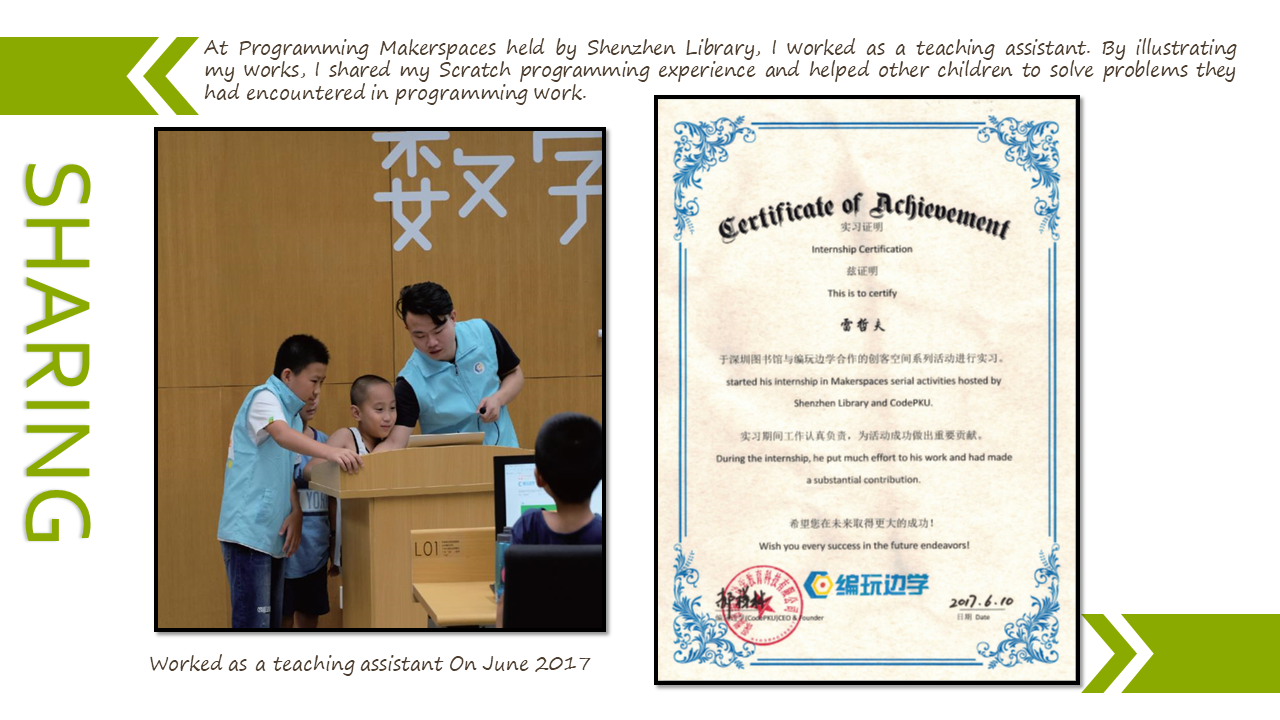 At Programming Makerspaces held by Shenzhen Library, I worked as a teaching assistant. By illustrating
my works, I shared my Scratch programming experience and helped other children to solve problems they
had encountered in programming work.
SHARING
数字
L01
YON
Worked as a teaching assistant On June 2017
Certificate of Achievement
实习证明
Internship Certification
兹证明
This is to certify
雷哲夫
于深圳图书馆与编玩边学合作的创客空间系列活动进行实习。
started his internship in Makerspaces serial activities hosted by
Shenzhen Library and CodePKU.
实习期间工作认真负责，为活动成功做出重要贡献。
During the internship, he put much effort to his work and had made
a substantial contribution.
希望您在未来取得更大的成功！
Wish you every success in the future endeavors!
编玩边学
教育科技有限公司
2017.6.10
(CodePKU)CEO & Founder
日期 Date